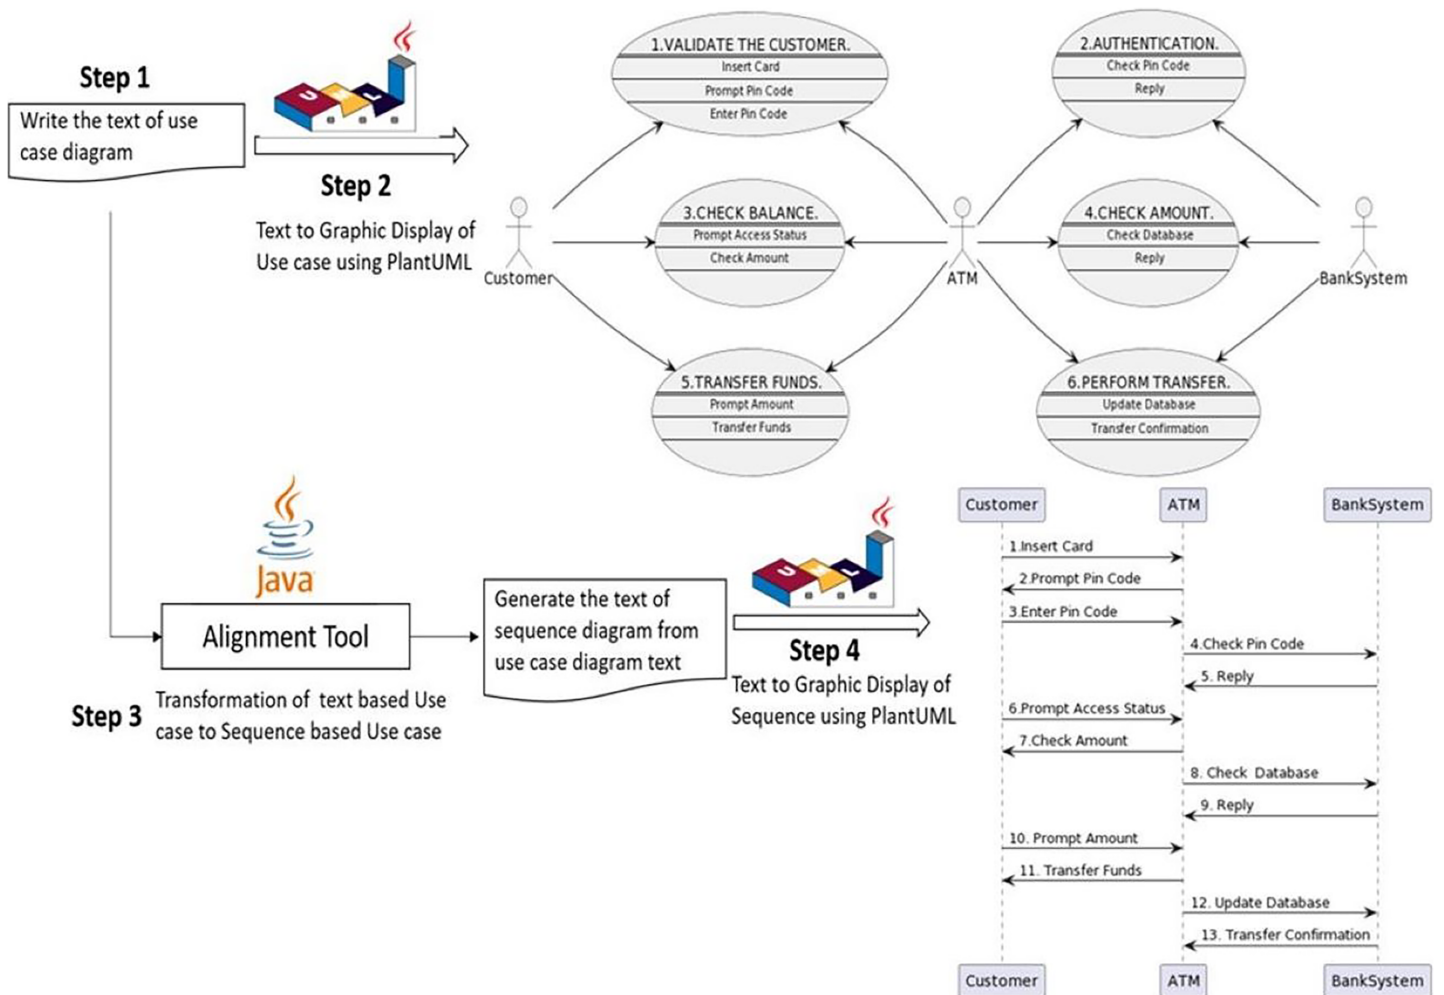 Step 1
Write the text of use
case diagram
U
M
L
Step 2
Text to Graphic Display of
Use case using PlantUML
1.VALIDATE THE CUSTOMER.
Insert Card
Prompt Pin Code
Enter Pin Code
2.AUTHENTICATION.
Check Pin Code
Reply
3.CHECK BALANCE.
Prompt Access Status
Check Amount
4.CHECK AMOUNT.
Check Database
Reply
Customer
ATM
BankSystem
5.TRANSFER FUNDS.
Prompt Amount
Transfer Funds
6.PERFORM TRANSFER.
Update Database
Transfer Confirmation
Java
Alignment Tool
Step 3
Transformation of text based Use
case to Sequence based Use case
Generate the text of
sequence diagram from
use case diagram text
U
M
L
Step 4
Text to Graphic Display of
Sequence using PlantUML
Customer
ATM
BankSystem
1.Insert Card
2.Prompt Pin Code
3.Enter Pin Code
4.Check Pin Code
5. Reply
6.Prompt Access Status
7.Check Amount
8. Check Database
9. Reply
10. Prompt Amount
11. Transfer Funds
12. Update Database
13. Transfer Confirmation
Customer
ATM
BankSystem